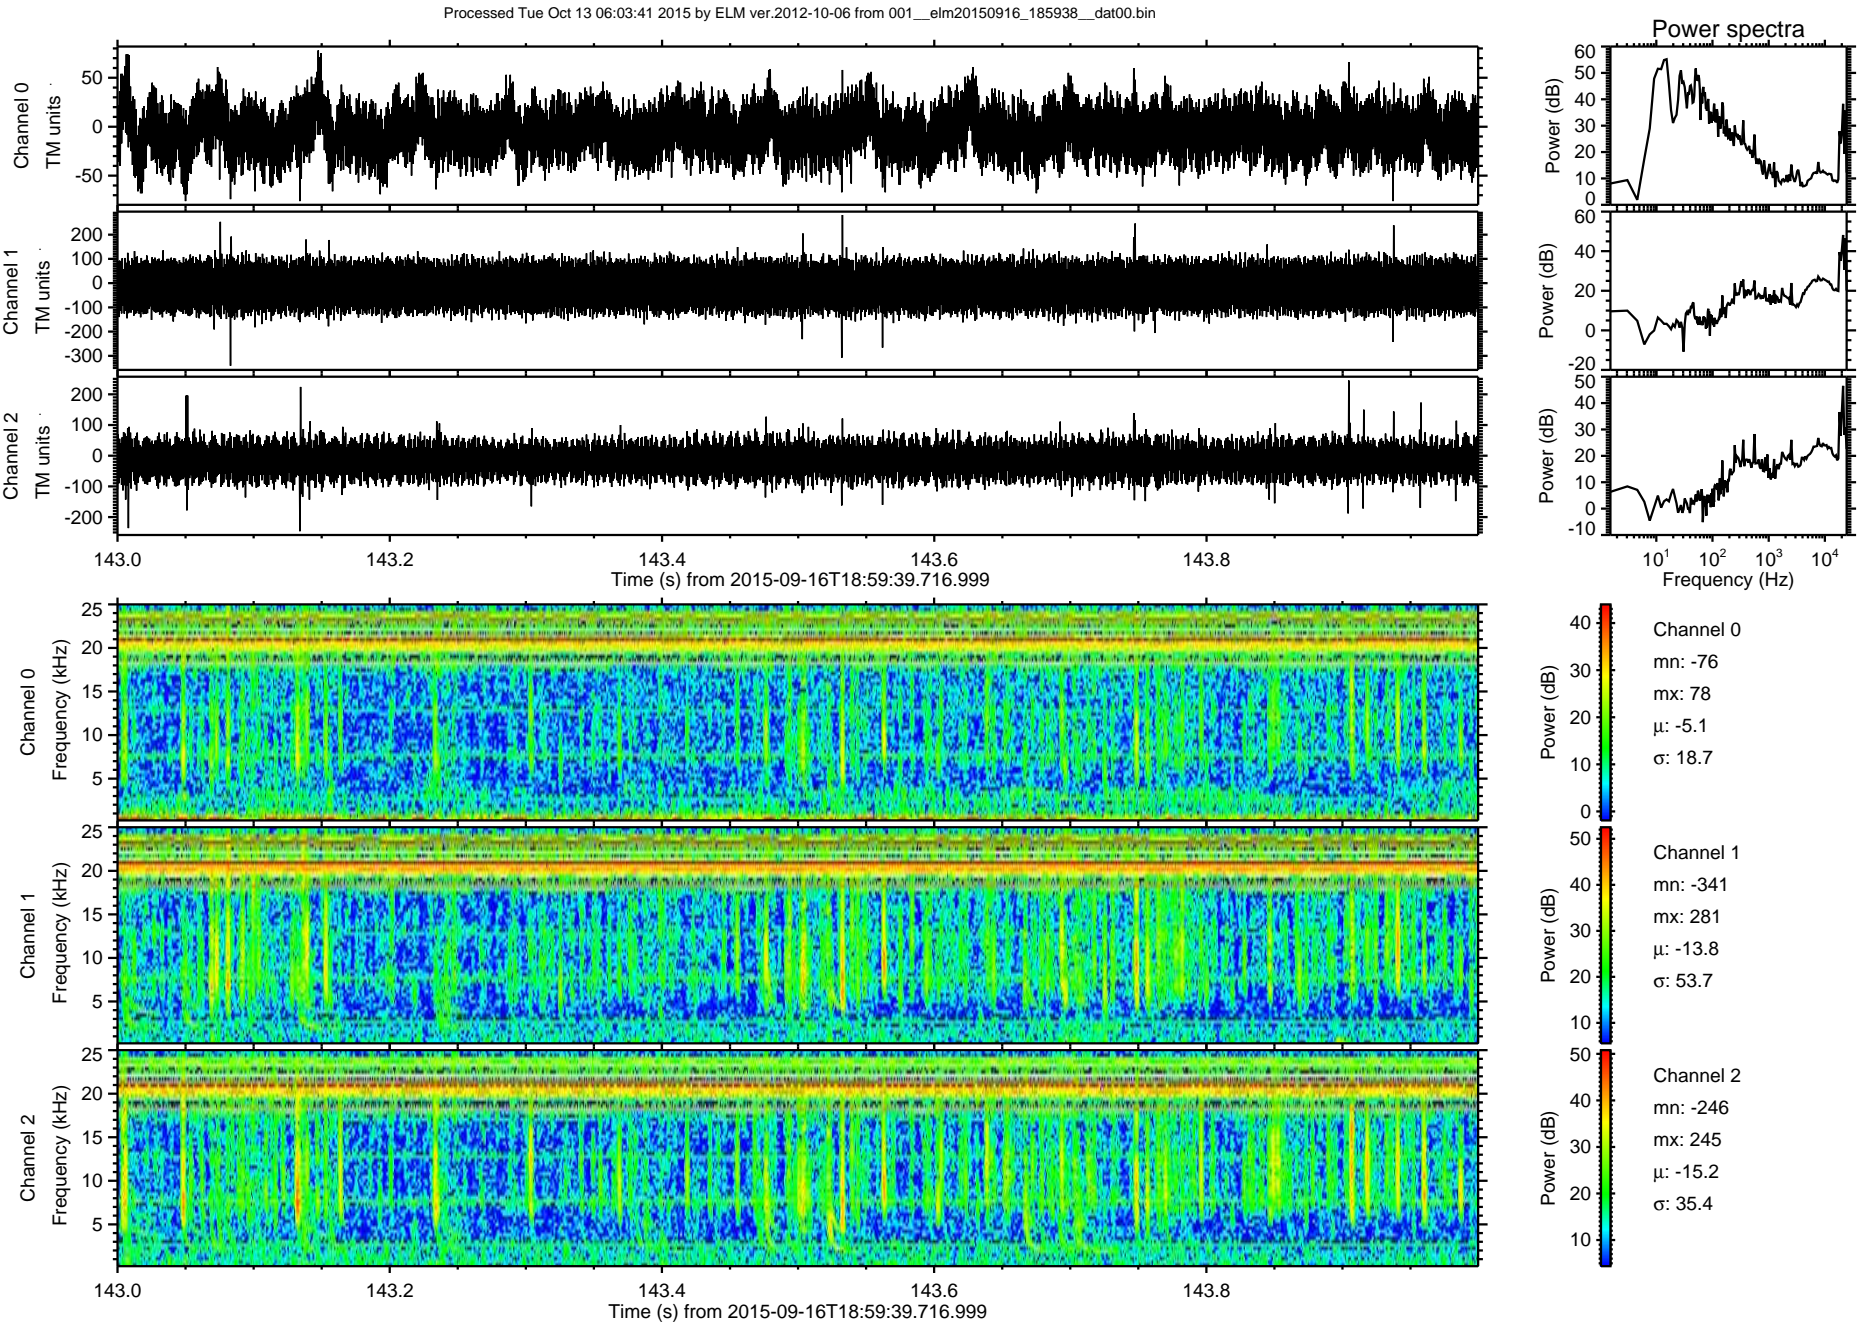 Processed Tue Oct 13 06:03:41 2015 by ELM ver.2012-10-06 from 001__elm20150916_185938__dat00.bin
Power spectra
Channel 0
TM units
50
0
-50
Power (dB)
60
50
40
30
20
10
0
Channel 1
TM units
200
100
0
-100
-200
-300
Power (dB)
60
40
20
0
-20
Channel 2
TM units
200
100
0
-100
-200
Power (dB)
50
40
30
20
10
0
-10
143.0 143.2 143.4 143.6 143.8
Time (s) from 2015-09-16T18:59:39.716.999
10^1 10^2 10^3 10^4
Frequency (Hz)
Channel 0
Frequency (kHz)
25
20
15
10
5
Power (dB)
40
30
20
10
0
Channel 0
mn: -76
mx: 78
μ: -5.1
σ: 18.7
Channel 1
Frequency (kHz)
25
20
15
10
5
Power (dB)
50
40
30
20
10
Channel 1
mn: -341
mx: 281
μ: -13.8
σ: 53.7
Channel 2
Frequency (kHz)
25
20
15
10
5
Power (dB)
50
40
30
20
10
Channel 2
mn: -246
mx: 245
μ: -15.2
σ: 35.4
143.0 143.2 143.4 143.6 143.8
Time (s) from 2015-09-16T18:59:39.716.999